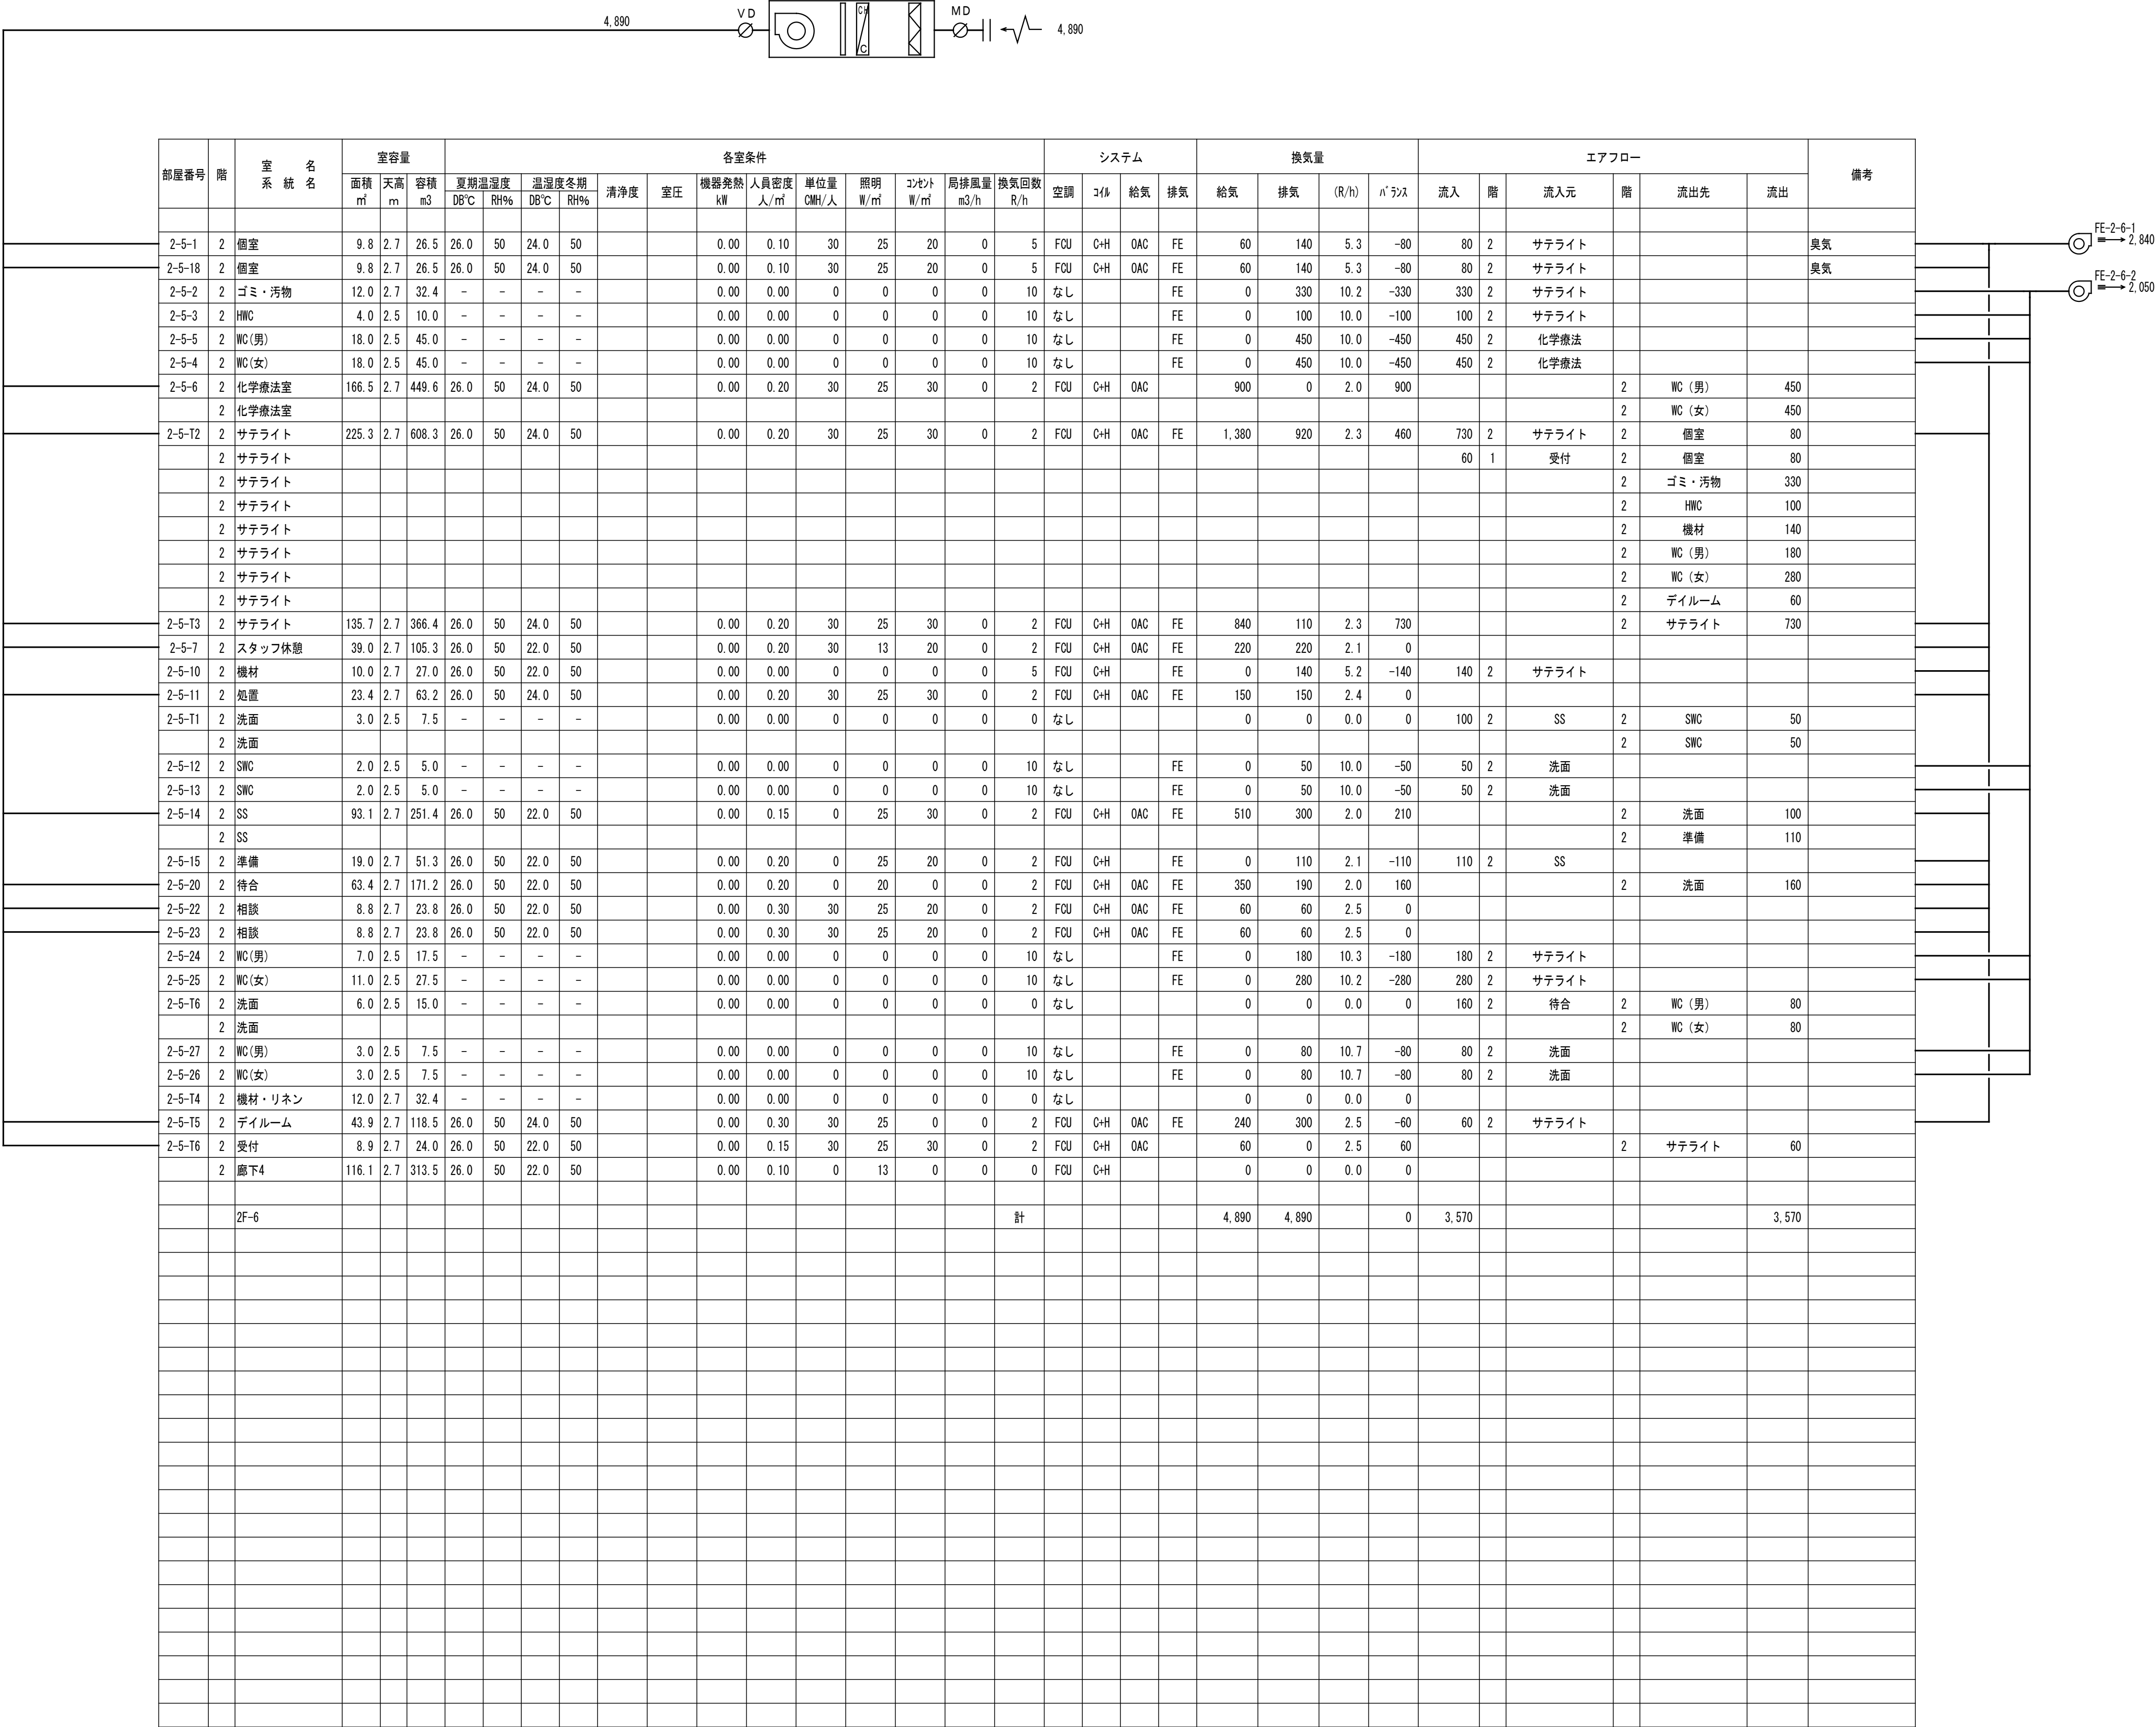 4,890 VD MD 4,890
CH
C
部屋番号 階 室名 系統名 室容量 各室条件 システム 換気量 エアフロー 備考
面積 天高 容積 夏期温湿度 温湿度冬期 清浄度 室圧 機器発熱 人員密度 単位量 照明 ｺﾝｾﾝﾄ 局排風量 換気回数 空調 ｺｲﾙ 給気 排気 給気 排気 (R/h) ﾊﾞﾗﾝｽ 流入 階 流入元 階 流出先 流出
㎡ m m3 DB℃ RH% DB℃ RH% kW 人/㎡ CMH/人 W/㎡ W/㎡ m3/h R/h
2-5-1 2 個室 9.8 2.7 26.5 26.0 50 24.0 50 0.00 0.10 30 25 20 0 5 FCU C+H OAC FE 60 140 5.3 -80 80 2 サテライト 臭気 FE-2-6-1 2,840
2-5-18 2 個室 9.8 2.7 26.5 26.0 50 24.0 50 0.00 0.10 30 25 20 0 5 FCU C+H OAC FE 60 140 5.3 -80 80 2 サテライト 臭気
2-5-2 2 ゴミ・汚物 12.0 2.7 32.4 - - - - 0.00 0.00 0 0 0 0 10 なし FE 0 330 10.2 -330 330 2 サテライト FE-2-6-2 2,050
2-5-3 2 HWC 4.0 2.5 10.0 - - - - 0.00 0.00 0 0 0 0 10 なし FE 0 100 10.0 -100 100 2 サテライト
2-5-5 2 WC(男) 18.0 2.5 45.0 - - - - 0.00 0.00 0 0 0 0 10 なし FE 0 450 10.0 -450 450 2 化学療法
2-5-4 2 WC(女) 18.0 2.5 45.0 - - - - 0.00 0.00 0 0 0 0 10 なし FE 0 450 10.0 -450 450 2 化学療法
2-5-6 2 化学療法室 166.5 2.7 449.6 26.0 50 24.0 50 0.00 0.20 30 25 30 0 2 FCU C+H OAC 900 0 2.0 900 2 WC（男） 450
2 化学療法室 2 WC（女） 450
2-5-T2 2 サテライト 225.3 2.7 608.3 26.0 50 24.0 50 0.00 0.20 30 25 30 0 2 FCU C+H OAC FE 1,380 920 2.3 460 730 2 サテライト 2 個室 80
2 サテライト 60 1 受付 2 個室 80
2 サテライト 2 ゴミ・汚物 330
2 サテライト 2 HWC 100
2 サテライト 2 機材 140
2 サテライト 2 WC（男） 180
2 サテライト 2 WC（女） 280
2 サテライト 2 デイルーム 60
2-5-T3 2 サテライト 135.7 2.7 366.4 26.0 50 24.0 50 0.00 0.20 30 25 30 0 2 FCU C+H OAC FE 840 110 2.3 730 2 サテライト 730
2-5-7 2 スタッフ休憩 39.0 2.7 105.3 26.0 50 22.0 50 0.00 0.20 30 13 20 0 2 FCU C+H OAC FE 220 220 2.1 0
2-5-10 2 機材 10.0 2.7 27.0 26.0 50 22.0 50 0.00 0.00 0 0 0 0 5 FCU C+H FE 0 140 5.2 -140 140 2 サテライト
2-5-11 2 処置 23.4 2.7 63.2 26.0 50 24.0 50 0.00 0.20 30 25 30 0 2 FCU C+H OAC FE 150 150 2.4 0
2-5-T1 2 洗面 3.0 2.5 7.5 - - - - 0.00 0.00 0 0 0 0 0 なし 0 0 0.0 0 100 2 SS 2 SWC 50
2 洗面 2 SWC 50
2-5-12 2 SWC 2.0 2.5 5.0 - - - - 0.00 0.00 0 0 0 0 10 なし FE 0 50 10.0 -50 50 2 洗面
2-5-13 2 SWC 2.0 2.5 5.0 - - - - 0.00 0.00 0 0 0 0 10 なし FE 0 50 10.0 -50 50 2 洗面
2-5-14 2 SS 93.1 2.7 251.4 26.0 50 22.0 50 0.00 0.15 0 25 30 0 2 FCU C+H OAC FE 510 300 2.0 210 2 洗面 100
2 SS 2 準備 110
2-5-15 2 準備 19.0 2.7 51.3 26.0 50 22.0 50 0.00 0.20 0 25 20 0 2 FCU C+H FE 0 110 2.1 -110 110 2 SS
2-5-20 2 待合 63.4 2.7 171.2 26.0 50 22.0 50 0.00 0.20 0 20 0 0 2 FCU C+H OAC FE 350 190 2.0 160 2 洗面 160
2-5-22 2 相談 8.8 2.7 23.8 26.0 50 22.0 50 0.00 0.30 30 25 20 0 2 FCU C+H OAC FE 60 60 2.5 0
2-5-23 2 相談 8.8 2.7 23.8 26.0 50 22.0 50 0.00 0.30 30 25 20 0 2 FCU C+H OAC FE 60 60 2.5 0
2-5-24 2 WC(男) 7.0 2.5 17.5 - - - - 0.00 0.00 0 0 0 0 10 なし FE 0 180 10.3 -180 180 2 サテライト
2-5-25 2 WC(女) 11.0 2.5 27.5 - - - - 0.00 0.00 0 0 0 0 10 なし FE 0 280 10.2 -280 280 2 サテライト
2-5-T6 2 洗面 6.0 2.5 15.0 - - - - 0.00 0.00 0 0 0 0 0 なし 0 0 0.0 0 160 2 待合 2 WC（男） 80
2 洗面 2 WC（女） 80
2-5-27 2 WC(男) 3.0 2.5 7.5 - - - - 0.00 0.00 0 0 0 0 10 なし FE 0 80 10.7 -80 80 2 洗面
2-5-26 2 WC(女) 3.0 2.5 7.5 - - - - 0.00 0.00 0 0 0 0 10 なし FE 0 80 10.7 -80 80 2 洗面
2-5-T4 2 機材・リネン 12.0 2.7 32.4 - - - - 0.00 0.00 0 0 0 0 0 なし 0 0 0.0 0
2-5-T5 2 デイルーム 43.9 2.7 118.5 26.0 50 24.0 50 0.00 0.30 30 25 0 0 2 FCU C+H OAC FE 240 300 2.5 -60 60 2 サテライト
2-5-T6 2 受付 8.9 2.7 24.0 26.0 50 22.0 50 0.00 0.15 30 25 30 0 2 FCU C+H OAC 60 0 2.5 60 2 サテライト 60
2 廊下4 116.1 2.7 313.5 26.0 50 22.0 50 0.00 0.10 0 13 0 0 0 FCU C+H 0 0 0.0 0
2F-6 計 4,890 4,890 0 3,570 3,570